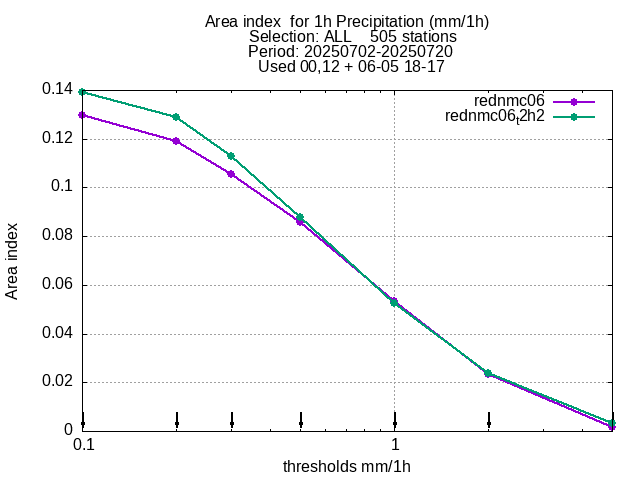 Area index  for 1h Precipitation (mm/1h)
Selection: ALL    505 stations
Period: 20250702-20250720
Used 00,12 + 06-05 18-17
rednmc06
rednmc06,2h2
0.14
0.12
0.1
0.08
0.06
0.04
0.02
0
Area index
0.1
1
thresholds mm/1h